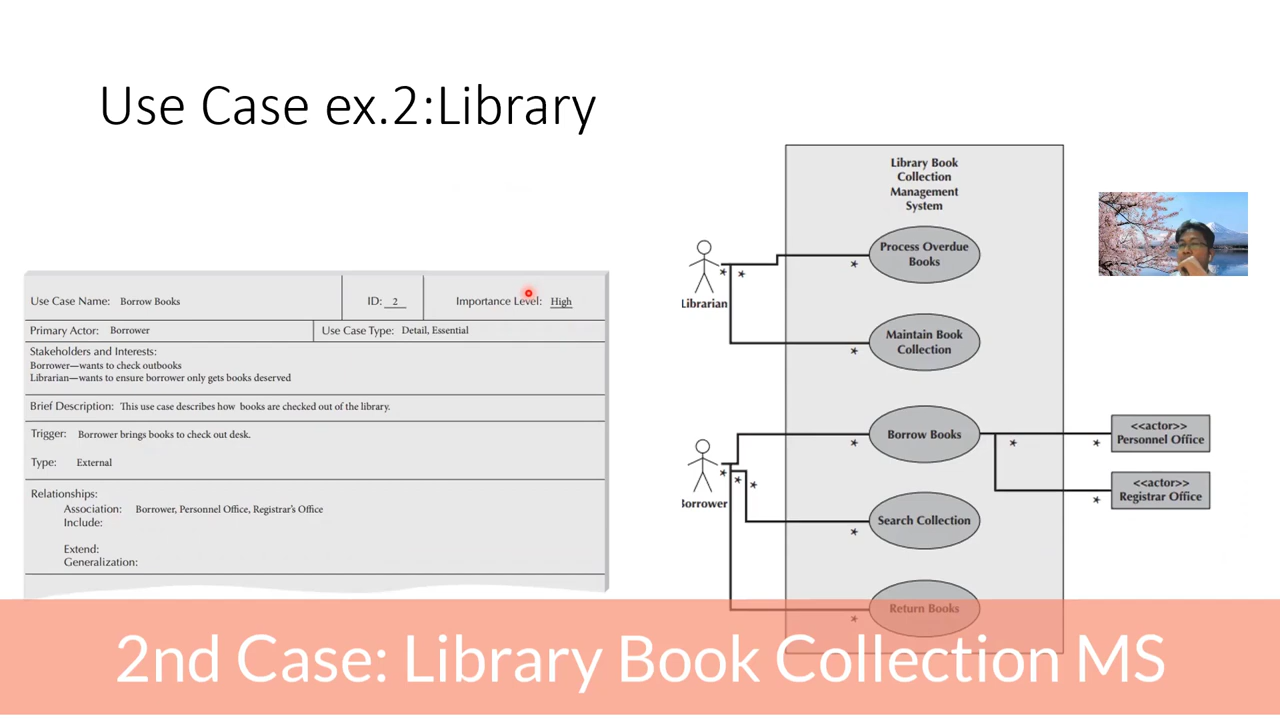 Use Case ex.2:Library
Use Case Name: Borrow Books
ID: 2
Importance Level: High
Primary Actor: Borrower
Use Case Type: Detail, Essential
Stakeholders and Interests:
Borrower—wants to check outbooks
Librarian—wants to ensure borrower only gets books deserved
Brief Description: This use case describes how books are checked out of the library.
Trigger: Borrower brings books to check out desk.
Type: External
Relationships:
Association: Borrower, Personnel Office, Registrar's Office
Include:
Extend:
Generalization:
Library Book
Collection
Management
System
Process Overdue
Books
*
*
*
Librarian
Maintain Book
Collection
*
Borrow Books
*
*
*
<<actor>>
Personnel Office
*
*
*
Borrower
<<actor>>
Registrar Office
*
Search Collection
*
Return Books
*
2nd Case: Library Book Collection MS